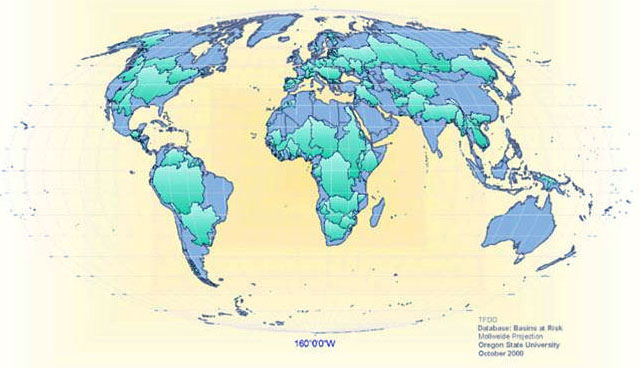 160°0'0"W
TFDD
Database: Basins at Risk
Mollweide Projection
Oregon State University
October 2000